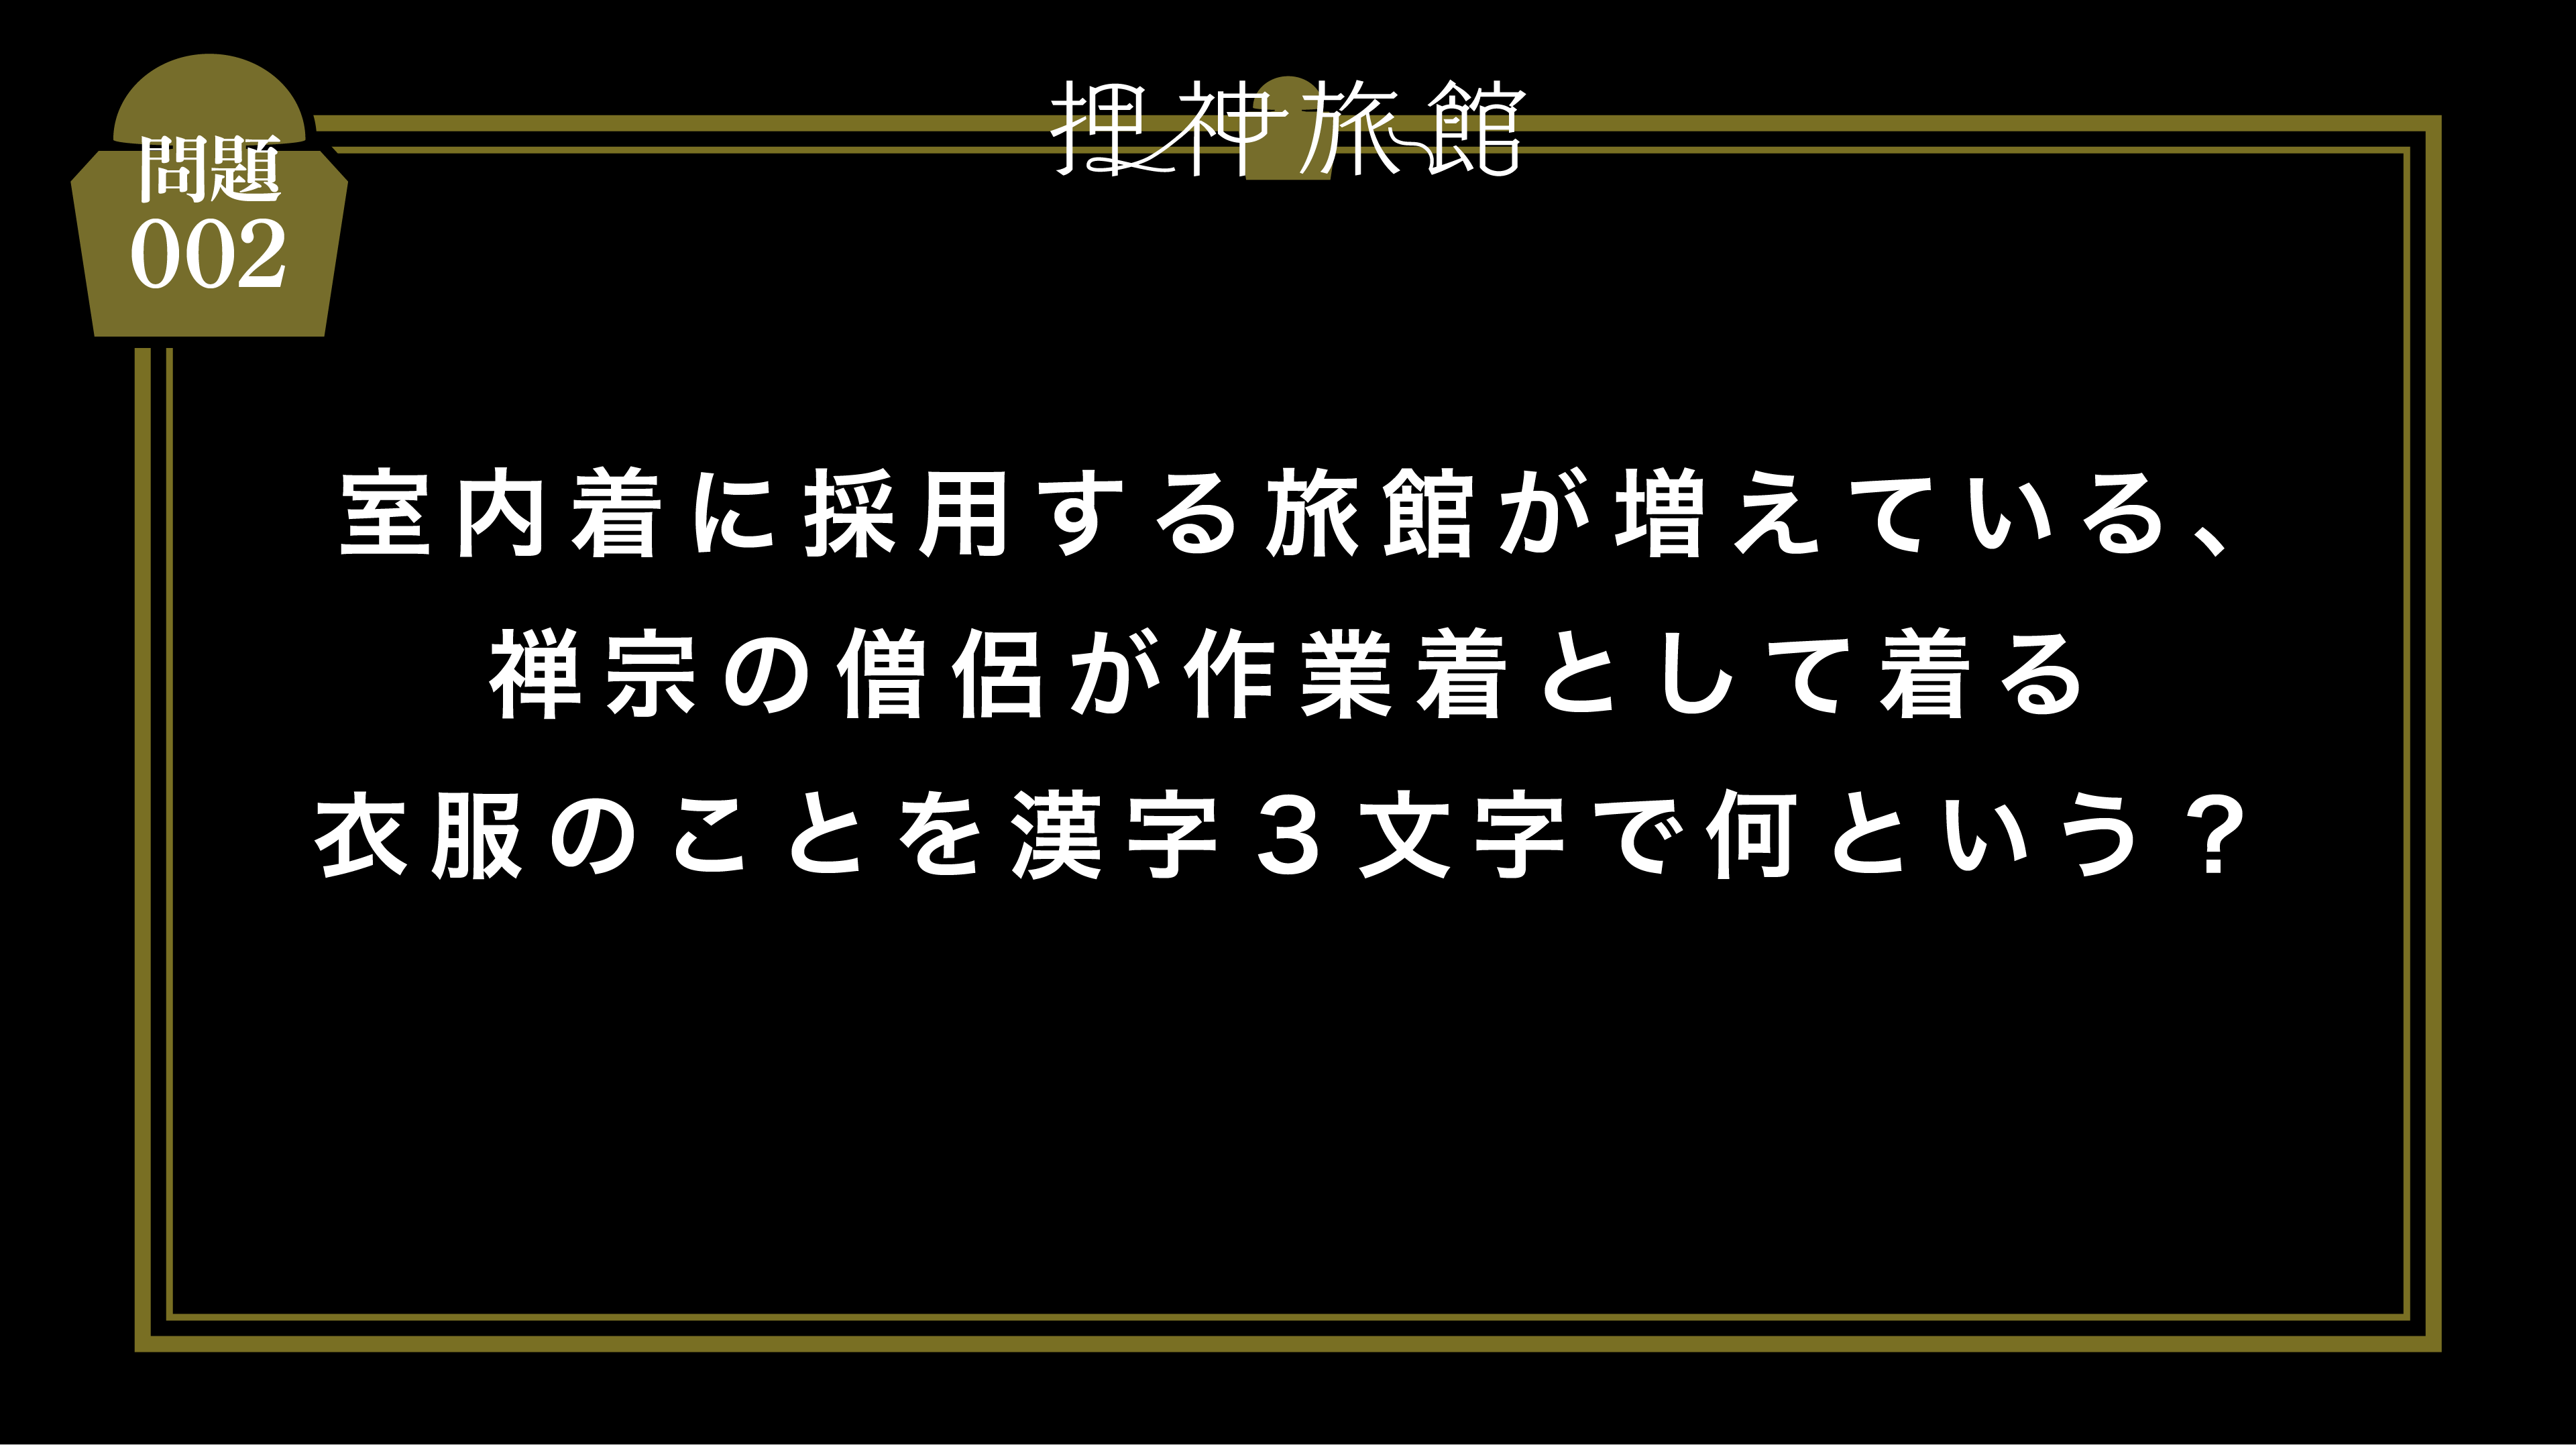 問題
002
押神旅館
室内着に採用する旅館が増えている、
禅宗の僧侶が作業着として着る
衣服のことを漢字３文字で何という？